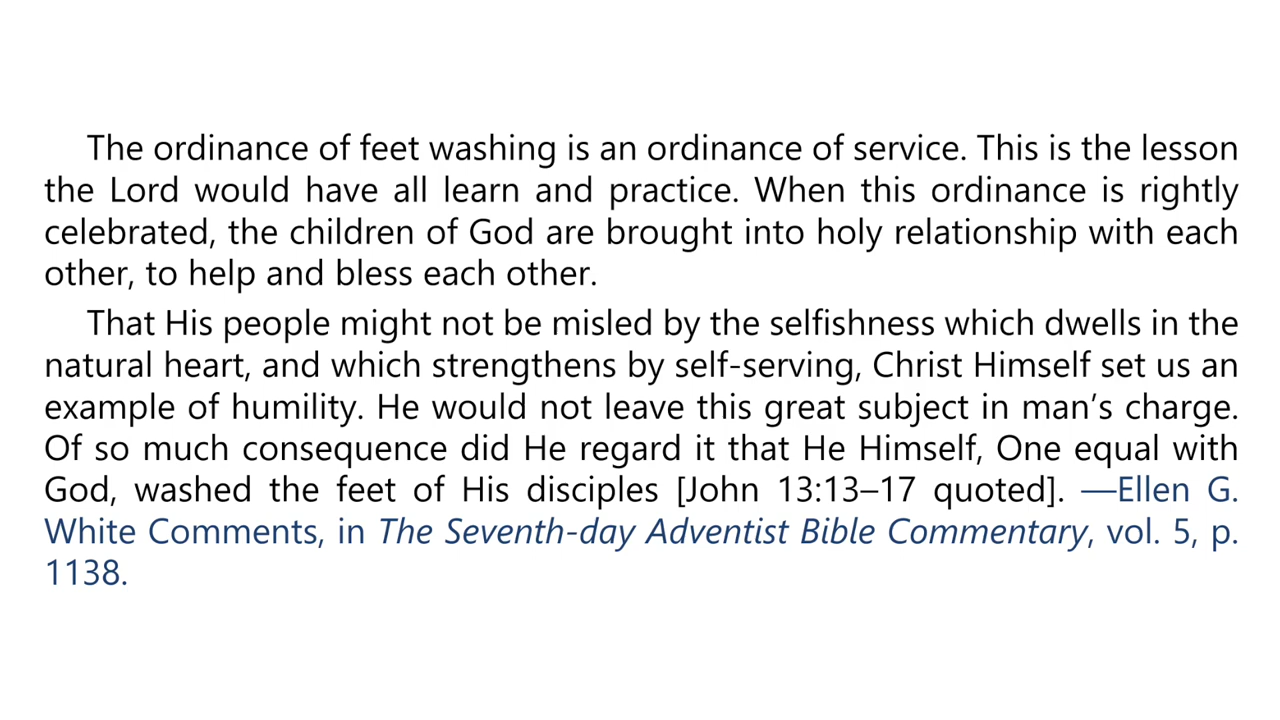 The ordinance of feet washing is an ordinance of service. This is the lesson
the Lord would have all learn and practice. When this ordinance is rightly
celebrated, the children of God are brought into holy relationship with each
other, to help and bless each other.
That His people might not be misled by the selfishness which dwells in the
natural heart, and which strengthens by self-serving, Christ Himself set us an
example of humility. He would not leave this great subject in man’s charge.
Of so much consequence did He regard it that He Himself, One equal with
God, washed the feet of His disciples [John 13:13–17 quoted]. —Ellen G.
White Comments, in The Seventh-day Adventist Bible Commentary, vol. 5, p.
1138.